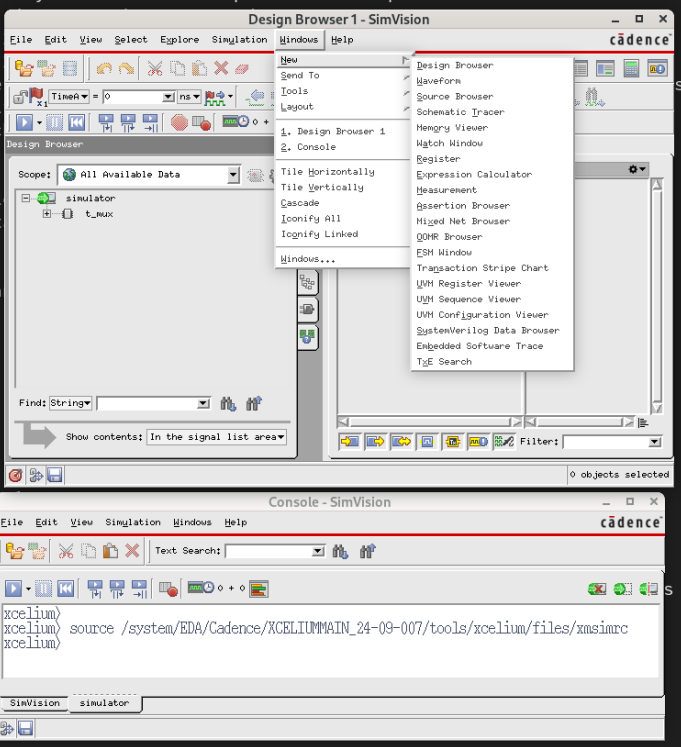 Design Browser 1 - SimVision
File Edit View Select Explore Simulation Windows Help
cādence
TimeA = 0 ns
0 +
Design Browser
Scope: All Available Data
simulator
t_mux
New
Send To
Tools
Layout
1. Design Browser 1
2. Console
Tile Horizontally
Tile Vertically
Cascade
Iconify All
Iconify Linked
Windows...
Design Browser
Waveform
Source Browser
Schematic Tracer
Memory Viewer
Watch Window
Register
Expression Calculator
Measurement
Assertion Browser
Mixed Net Browser
OOMR Browser
FSM Window
Transaction Stripe Chart
UVM Register Viewer
UVM Sequence Viewer
UVM Configuration Viewer
SystemVerilog Data Browser
Embedded Software Trace
TxE Search
Find: String
Show contents: In the signal list area
Filter:
0 objects selected
Console - SimVision
File Edit View Simulation Windows Help
cādence
Text Search:
0 + 0
xcelium>
xcelium> source /system/EDA/Cadence/XCELIUMMAIN_24-09-007/tools/xcelium/files/xmsimrc
xcelium>
SimVision simulator